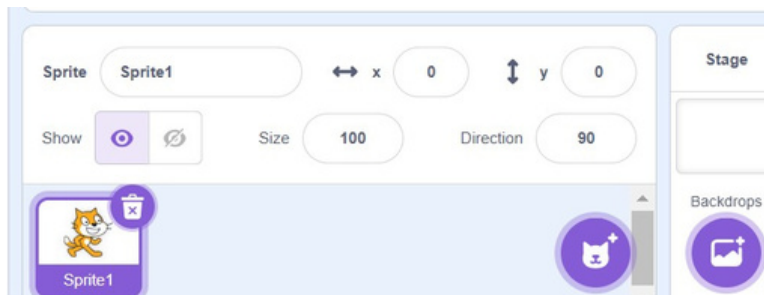 Sprite Sprite1 x 0 y 0
Show Size 100 Direction 90
Sprite1
Stage
Backdrops